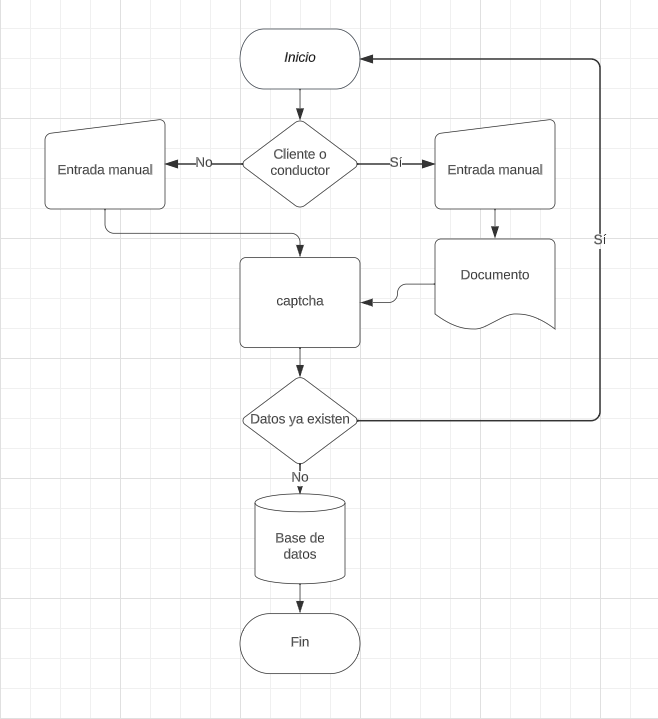 Inicio
Cliente o
conductor
No
Sí
Entrada manual
Entrada manual
Sí
Documento
captcha
Datos ya existen
No
Base de
datos
Fin